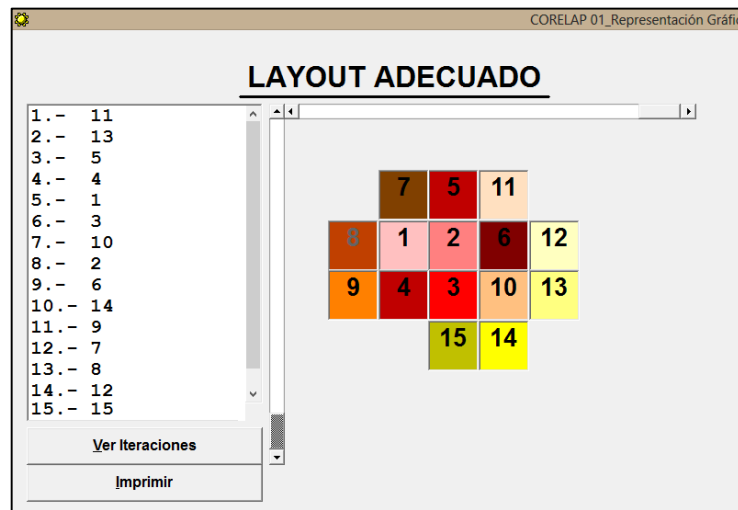 CORELAP 01_Representación Gráfic
LAYOUT ADECUADO
1.- 11
2.- 13
3.- 5
4.- 4
5.- 1
6.- 3
7.- 10
8.- 2
9.- 6
10.- 14
11.- 9
12.- 7
13.- 8
14.- 12
15.- 15
Ver Iteraciones
Imprimir
7 5 11
8 1 2 6 12
9 4 3 10 13
15 14